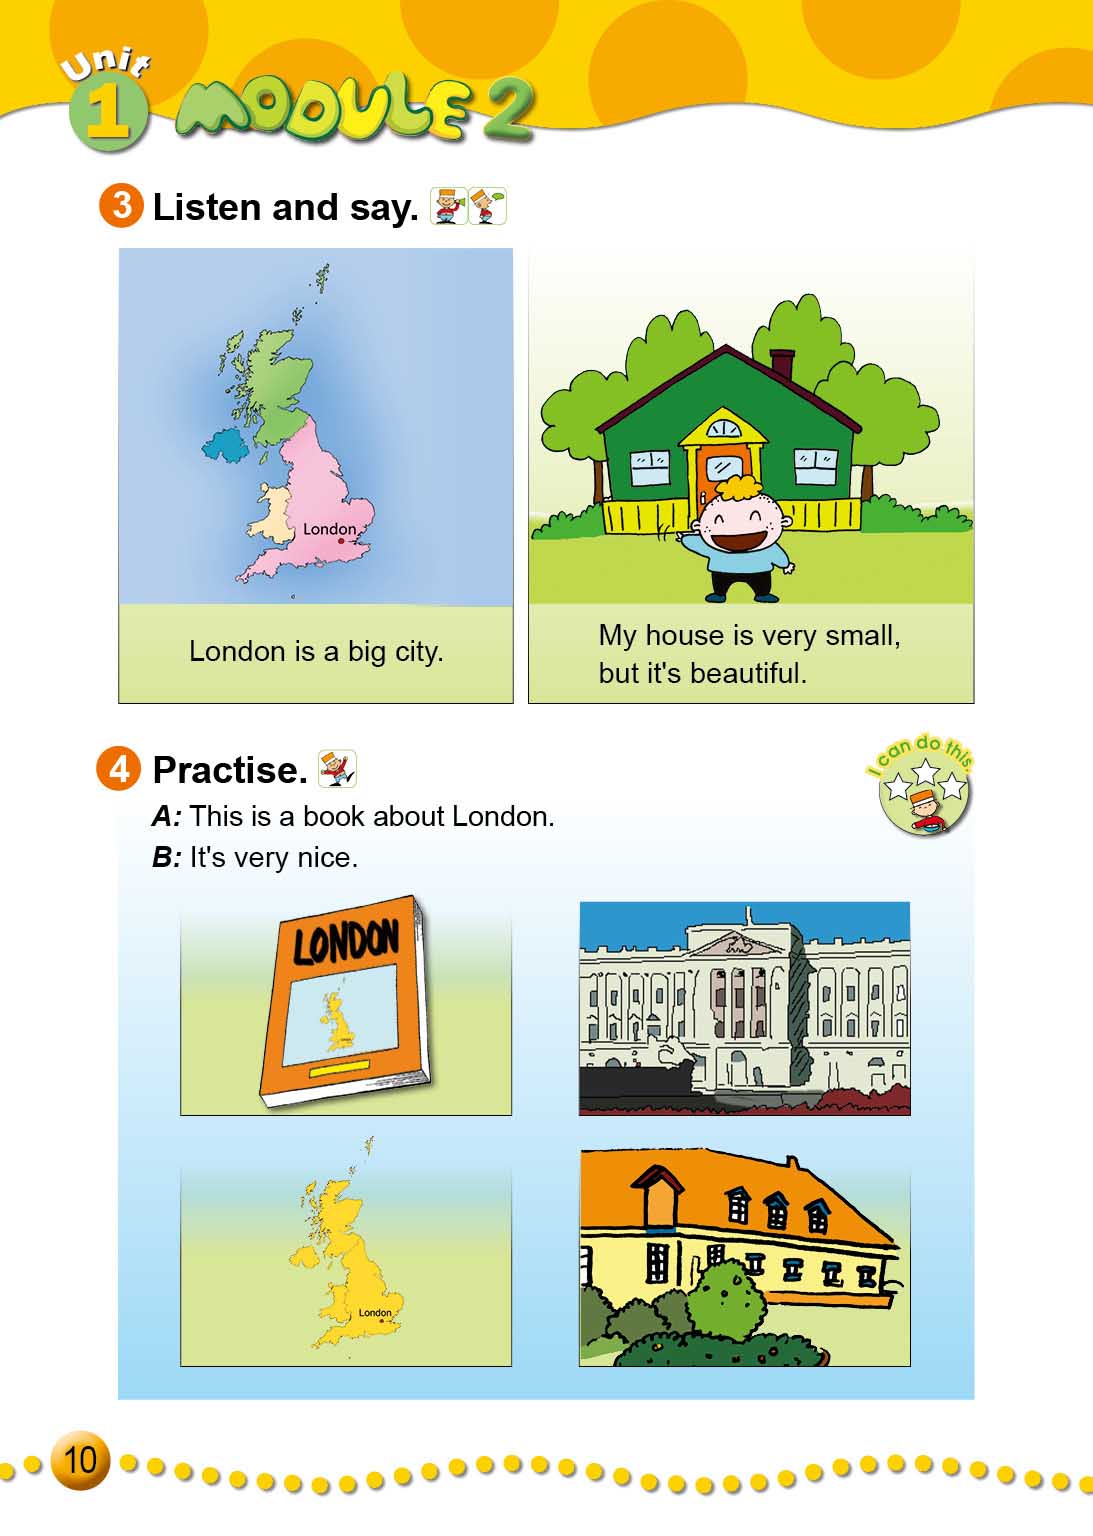 Unit
1 MODULE 2
3 Listen and say.
London
London is a big city.
My house is very small,
but it's beautiful.
4 Practise.
I can do this.
A: This is a book about London.
B: It's very nice.
LONDON
London
10